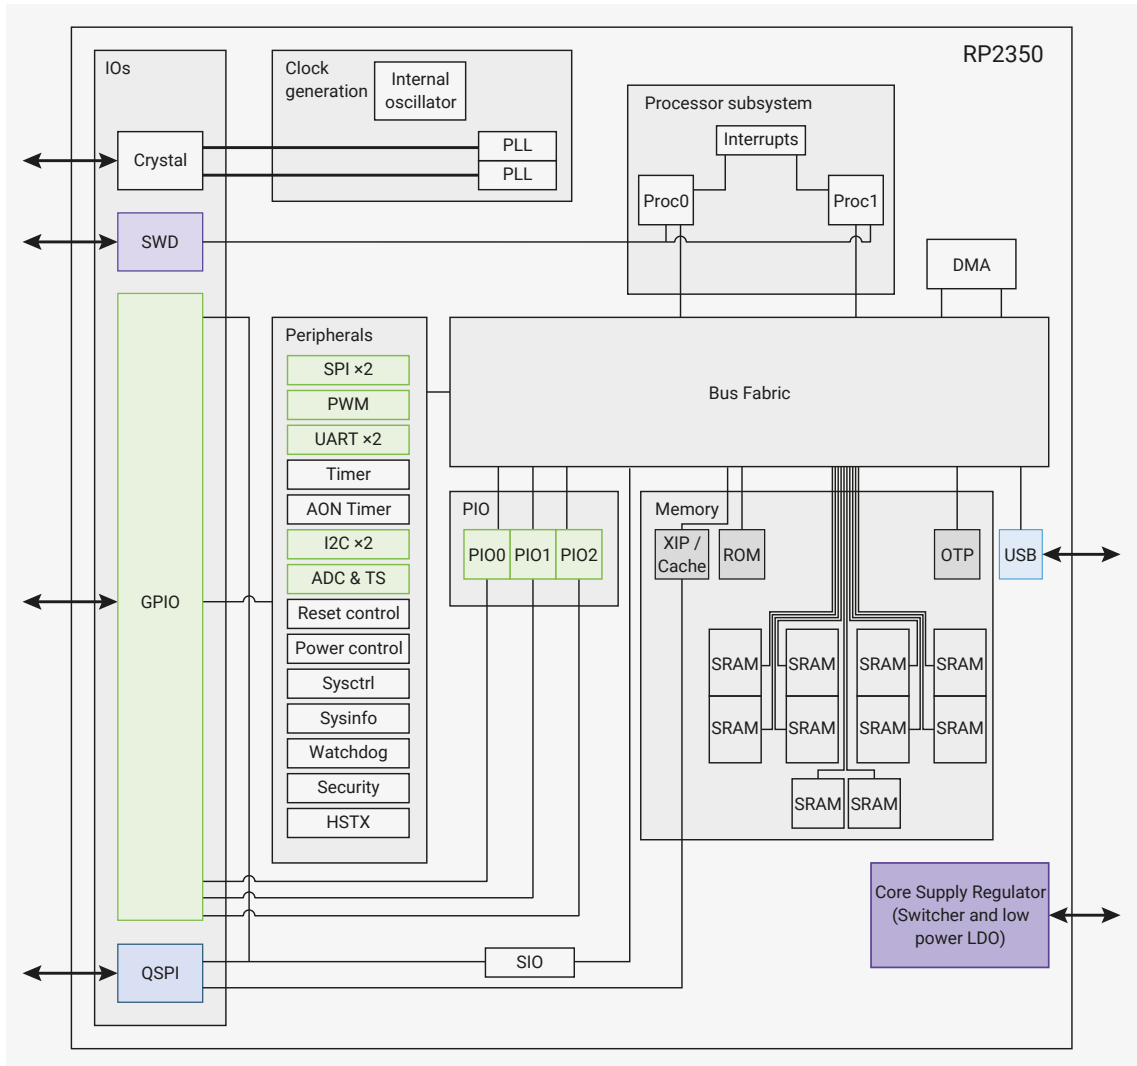 RP2350
IOs
Clock
generation
Internal
oscillator
PLL
PLL
Crystal
SWD
GPIO
QSPI
Processor subsystem
Interrupts
Proc0
Proc1
DMA
Peripherals
SPI ×2
PWM
UART ×2
Timer
AON Timer
I2C ×2
ADC & TS
Reset control
Power control
Sysctrl
Sysinfo
Watchdog
Security
HSTX
Bus Fabric
PIO
PIO0
PIO1
PIO2
Memory
XIP /
Cache
ROM
OTP
USB
SRAM
SRAM
SRAM
SRAM
SRAM
SRAM
SRAM
SRAM
SRAM
SRAM
SIO
Core Supply Regulator
(Switcher and low
power LDO)